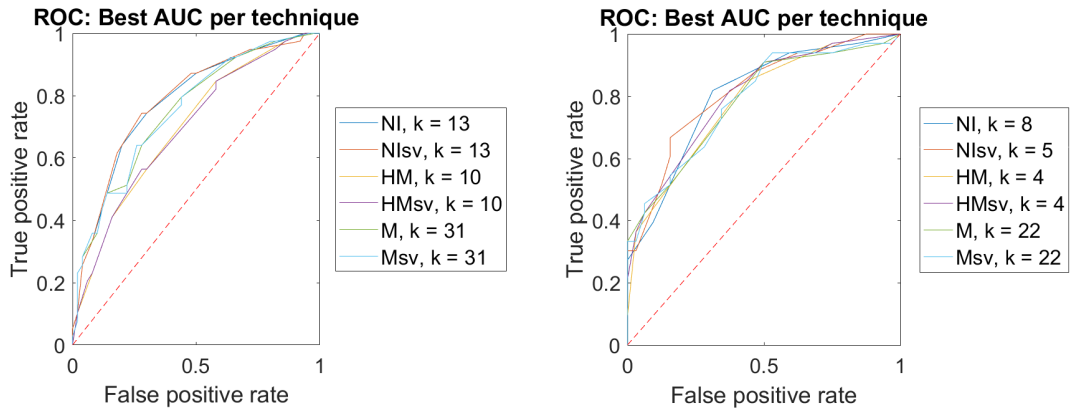 ROC: Best AUC per technique
1
0.8
0.6
0.4
0.2
0
True positive rate
0
0.5
1
False positive rate
NI, k = 13
NIsv, k = 13
HM, k = 10
HMsv, k = 10
M, k = 31
Msv, k = 31
ROC: Best AUC per technique
1
0.8
0.6
0.4
0.2
0
True positive rate
0
0.5
1
False positive rate
NI, k = 8
NIsv, k = 5
HM, k = 4
HMsv, k = 4
M, k = 22
Msv, k = 22